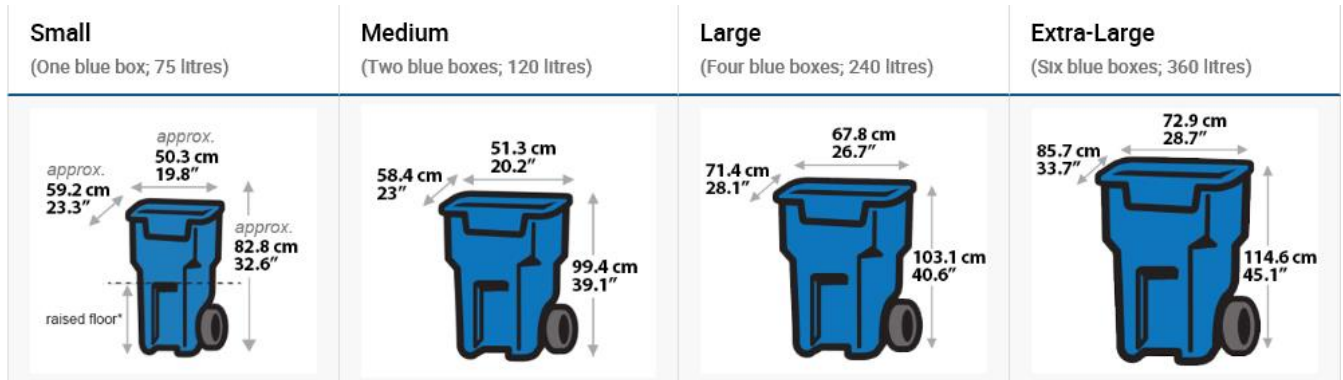 Small
(One blue box; 75 litres)
approx.
50.3 cm
19.8”
approx.
59.2 cm
23.3”
approx.
82.8 cm
32.6”
raised floor*
Medium
(Two blue boxes; 120 litres)
51.3 cm
20.2”
58.4 cm
23”
99.4 cm
39.1”
Large
(Four blue boxes; 240 litres)
67.8 cm
26.7”
71.4 cm
28.1”
103.1 cm
40.6”
Extra-Large
(Six blue boxes; 360 litres)
72.9 cm
28.7”
85.7 cm
33.7”
114.6 cm
45.1”